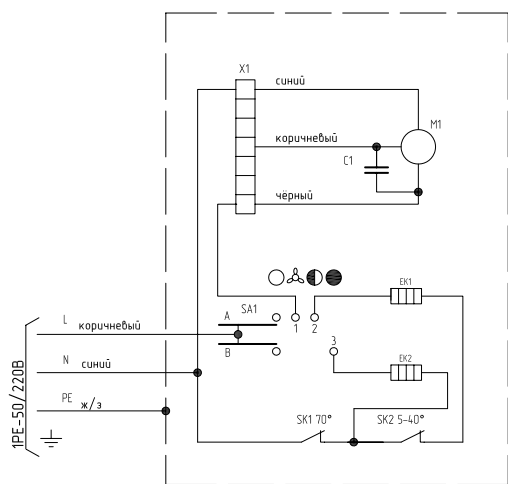 X1
синий
M1
коричневый
C1
чёрный
EK1
A
SA1
1
2
L
коричневый
B
3
EK2
N
синий
PE
ж/з
SK1 70°
SK2 5-40°
1PE-50/220В